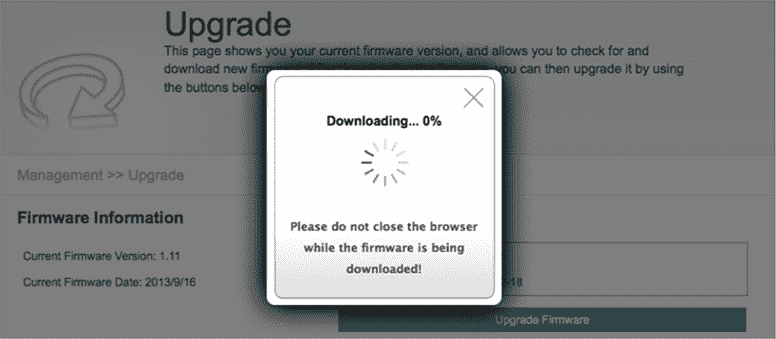 Upgrade
This page shows you your current firmware version, and allows you to check for and
download new firm you can then upgrade it by using
the buttons below
Downloading... 0%
Please do not close the browser
while the firmware is being
downloaded!
Management >> Upgrade
Firmware Information
Current Firmware Version: 1.11
Current Firmware Date: 2013/9/16
-18
Upgrade Firmware